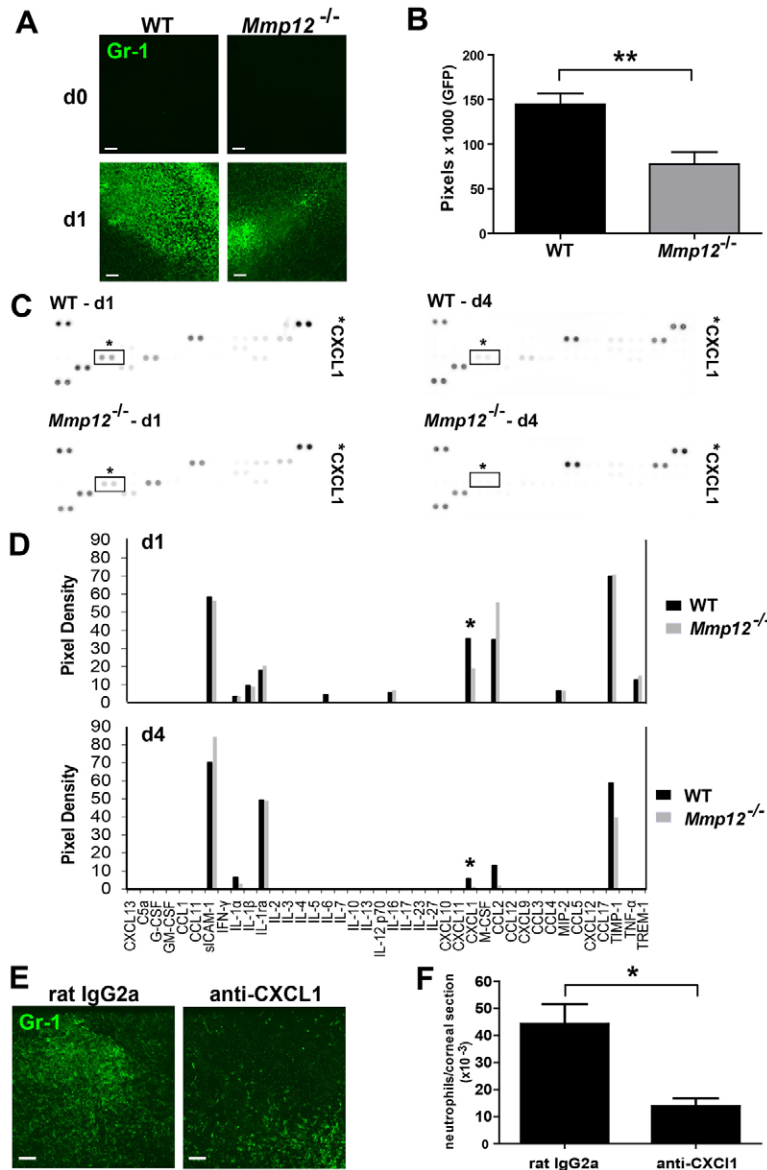 A
WT
Mmp12 -/-
Gr-1
d0
d1
B
**
Pixels x 1000 (GFP)
200
150
100
50
0
WT
Mmp12-/-
C
WT - d1
*
*CXCL1
WT - d4
*
*CXCL1
Mmp12 -/- - d1
*
*CXCL1
Mmp12 -/- - d4
*
*CXCL1
D
d1
Pixel Density
90
80
70
60
50
40
30
20
10
0
*
WT
Mmp12 -/-
d4
Pixel Density
90
80
70
60
50
40
30
20
10
0
*
WT
Mmp12 -/-
CXCL13
C5a
G-CSF
GM-CSF
CCL1
CCL11
sICAM-1
IFN-γ
IL-1α
IL-1β
IL-1ra
IL-2
IL-3
IL-4
IL-5
IL-6
IL-7
IL-10
IL-13
IL-12 p70
IL-16
IL-17
IL-23
IL-27
CXCL10
CXCL11
CXCL1
M-CSF
CCL2
CCL12
CXCL9
CCL3
CCL4
MIP-2
CCL5
CXCL12
CCL17
TIMP-1
TNF-α
TREM-1
E
rat IgG2a
anti-CXCL1
Gr-1
F
*
neutrophils/corneal section
(x10-3)
60
50
40
30
20
10
0
rat IgG2a
anti-CXCl1